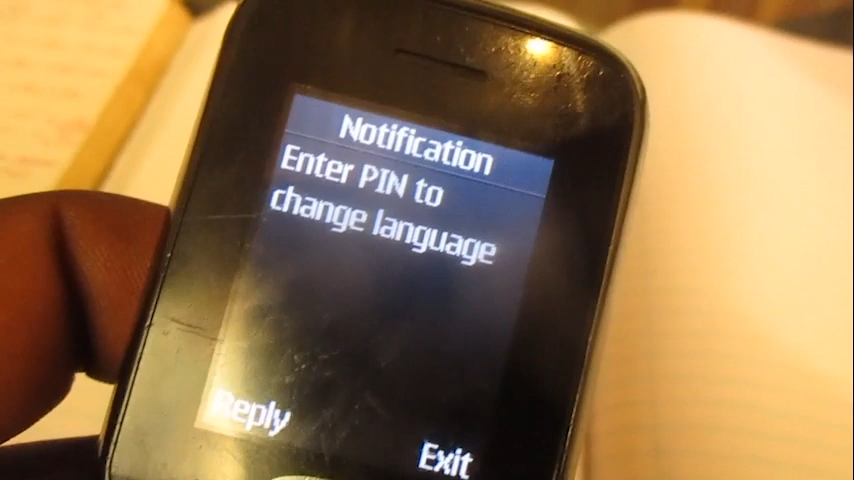 Notification
Enter PIN to
change language
Reply
Exit